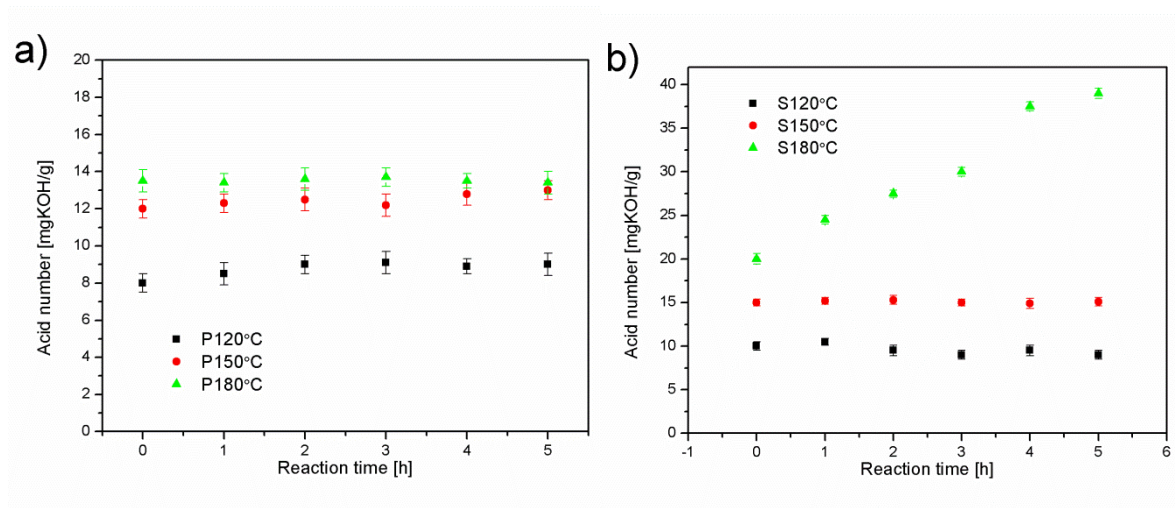 a)
20
18
16
14
12
10
8
6
4
2
0
Acid number [mgKOH/g]
P120°C
P150°C
P180°C
0 1 2 3 4 5
Reaction time [h]
b)
40
35
30
25
20
15
10
5
0
Acid number [mgKOH/g]
S120°C
S150°C
S180°C
-1 0 1 2 3 4 5 6
Reaction time [h]